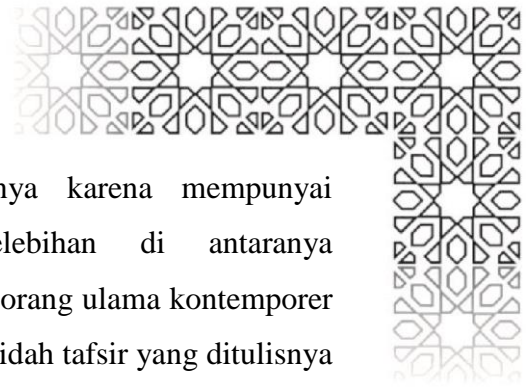 nya karena mempunyai
elebihan di antaranya
orang ulama kontemporer
idah tafsir yang ditulisnya